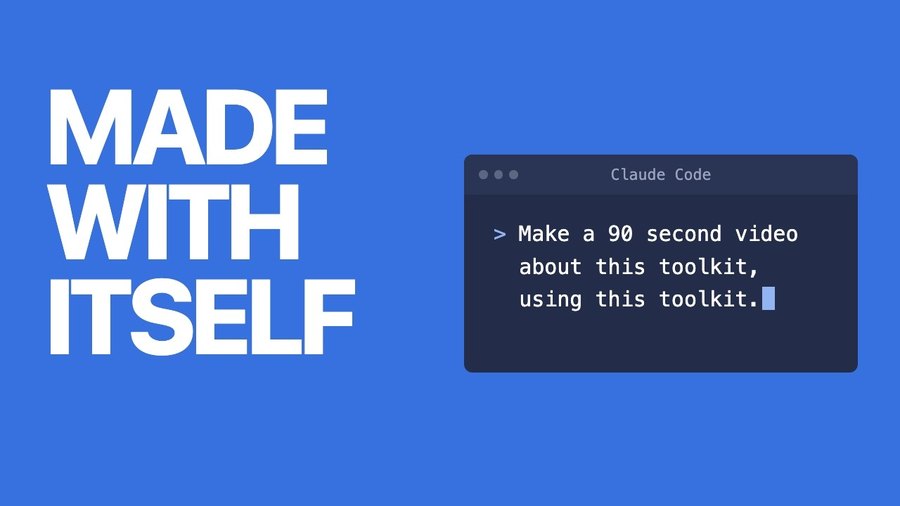 MADE
WITH
ITSELF
Claude Code
> Make a 90 second video
about this toolkit,
using this toolkit.